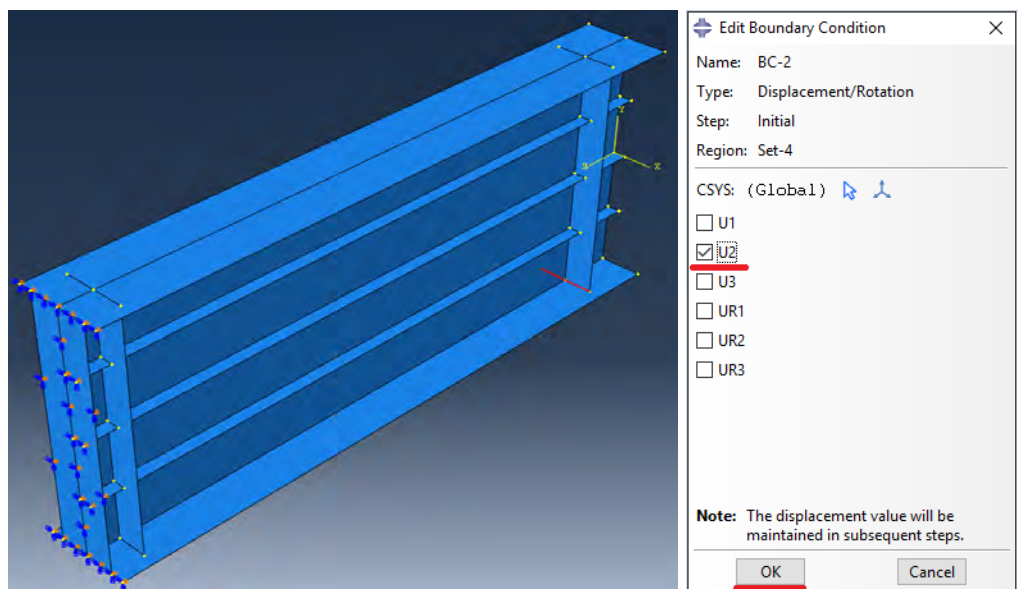 Edit Boundary Condition
Name: BC-2
Type: Displacement/Rotation
Step: Initial
Region: Set-4
CSYS: (Global)
U1
U2
U3
UR1
UR2
UR3
Note: The displacement value will be
maintained in subsequent steps.
OK Cancel
Y
Z
X